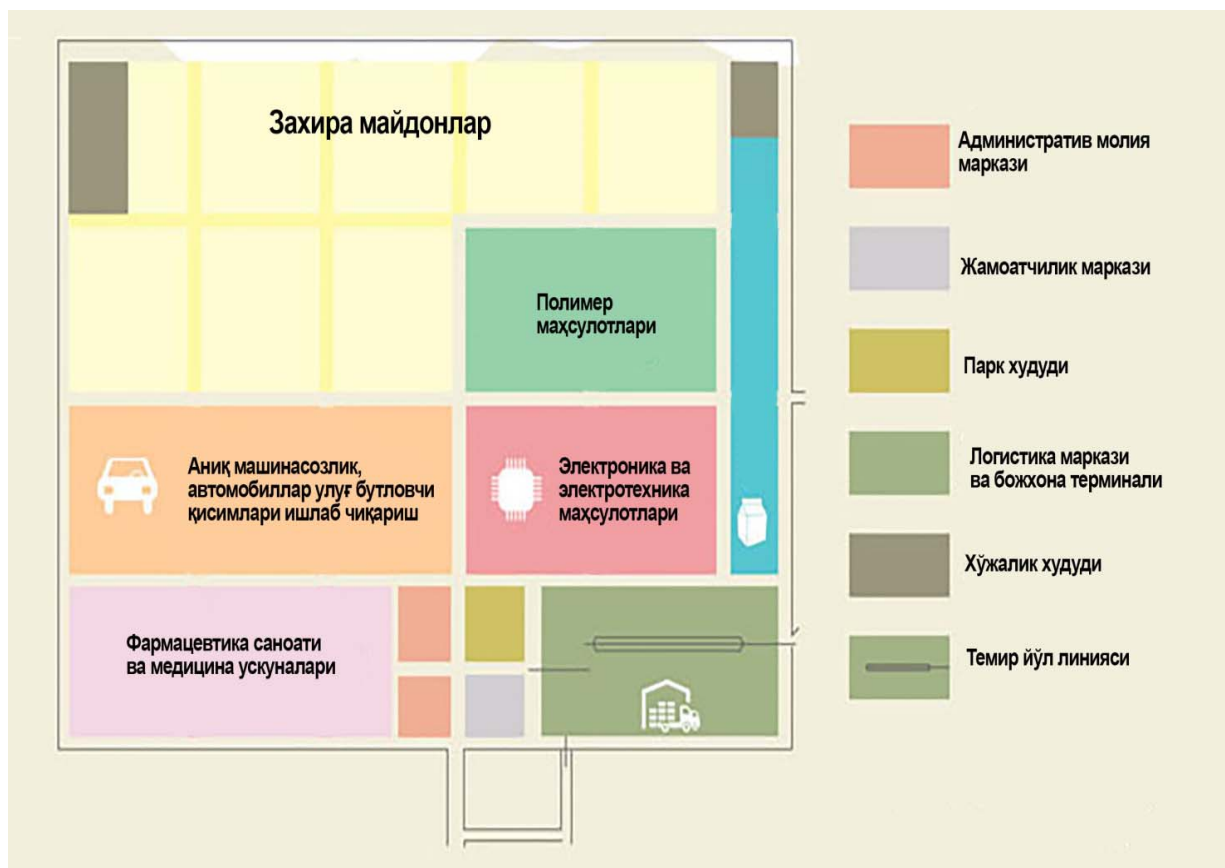 Захира майдонлар
Полимер
маҳсулотлари
Аниқ машинасозлик,
автомобиллар улуғ бутловчи
қисимлари ишлаб чиқариш
Электроника ва
электротехника
маҳсулотлари
Фармацевтика саноати
ва медицина ускуналари
Административ молия
маркази
Жамоатчилик маркази
Парк худуди
Логистика маркази
ва божхона терминали
Хўжалик худуди
Темир йўл линияси